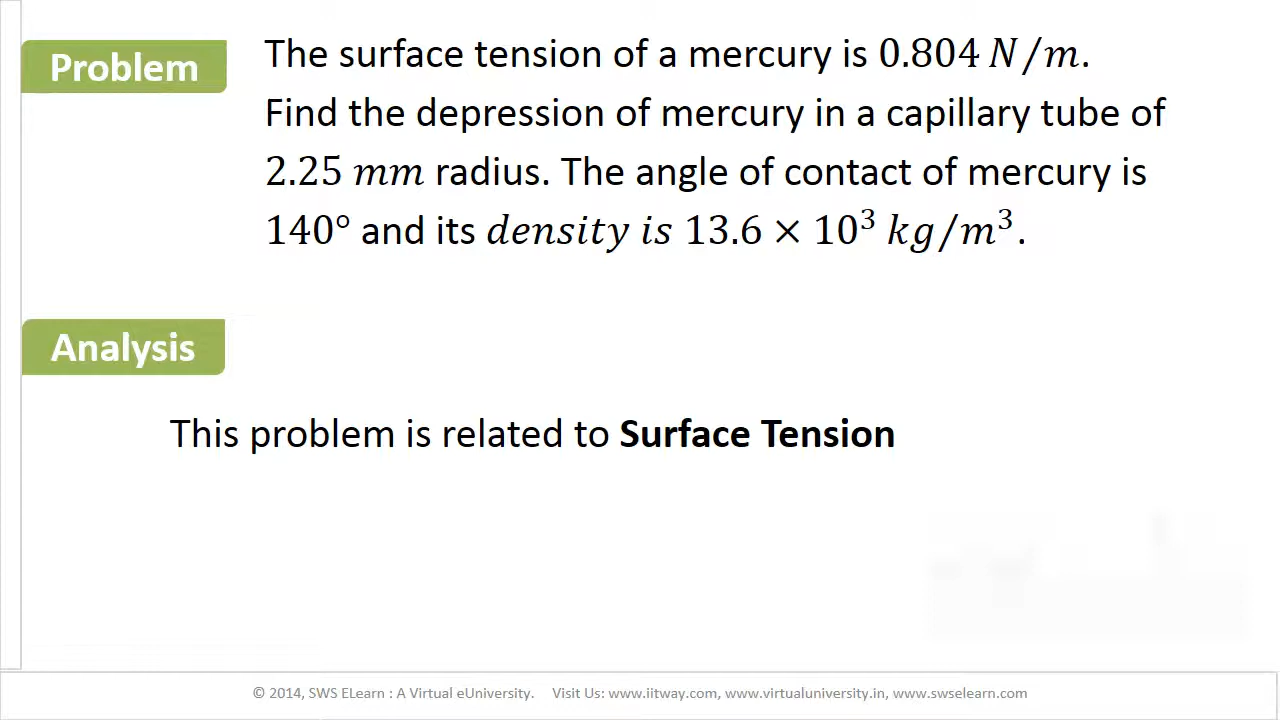 Problem
The surface tension of a mercury is 0.804 N/m.
Find the depression of mercury in a capillary tube of
2.25 mm radius. The angle of contact of mercury is
140° and its density is 13.6 × 10³ kg/m³.
Analysis
This problem is related to Surface Tension
© 2014, SWS ELearn : A Virtual eUniversity. Visit Us: www.iitway.com, www.virtualuniversity.in, www.swselearn.com